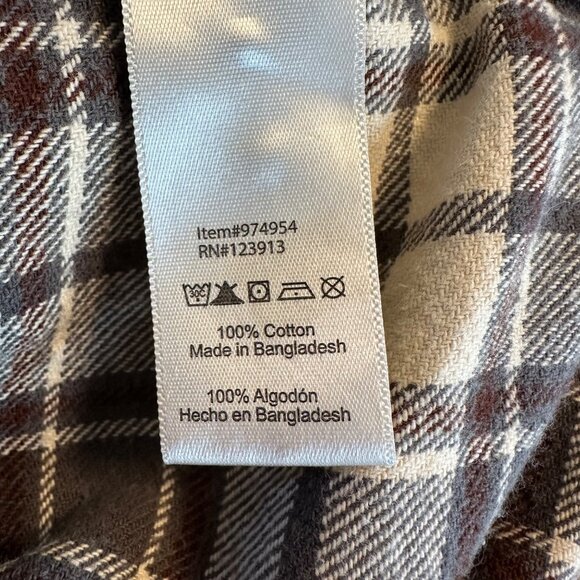 Item#974954
RN#123913
100% Cotton
Made in Bangladesh
100% Algodón
Hecho en Bangladesh